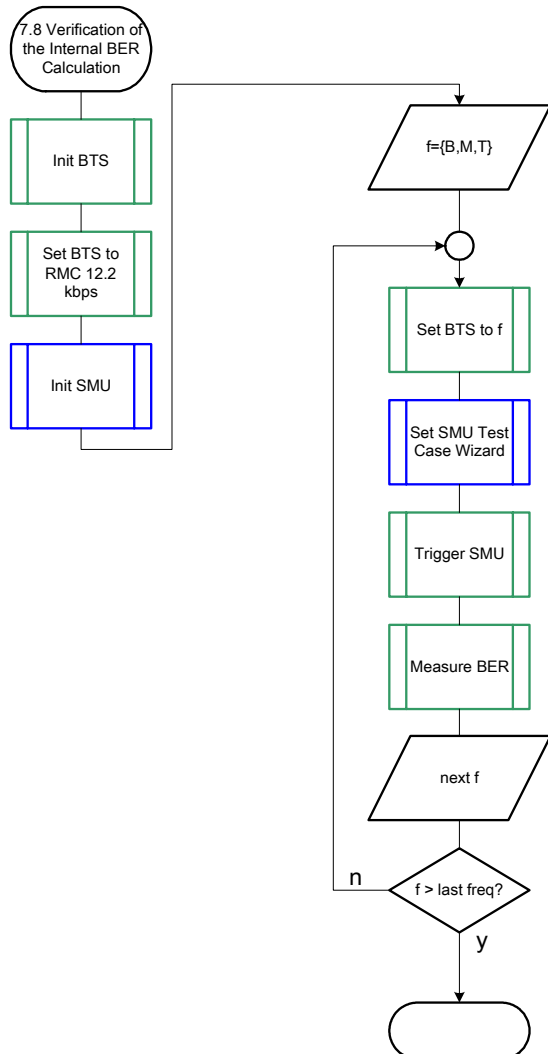 7.8 Verification of
the Internal BER
Calculation
Init BTS
Set BTS to
RMC 12.2
kbps
Init SMU
f={B,M,T}
Set BTS to f
Set SMU Test
Case Wizard
Trigger SMU
Measure BER
next f
f > last freq?
n
y